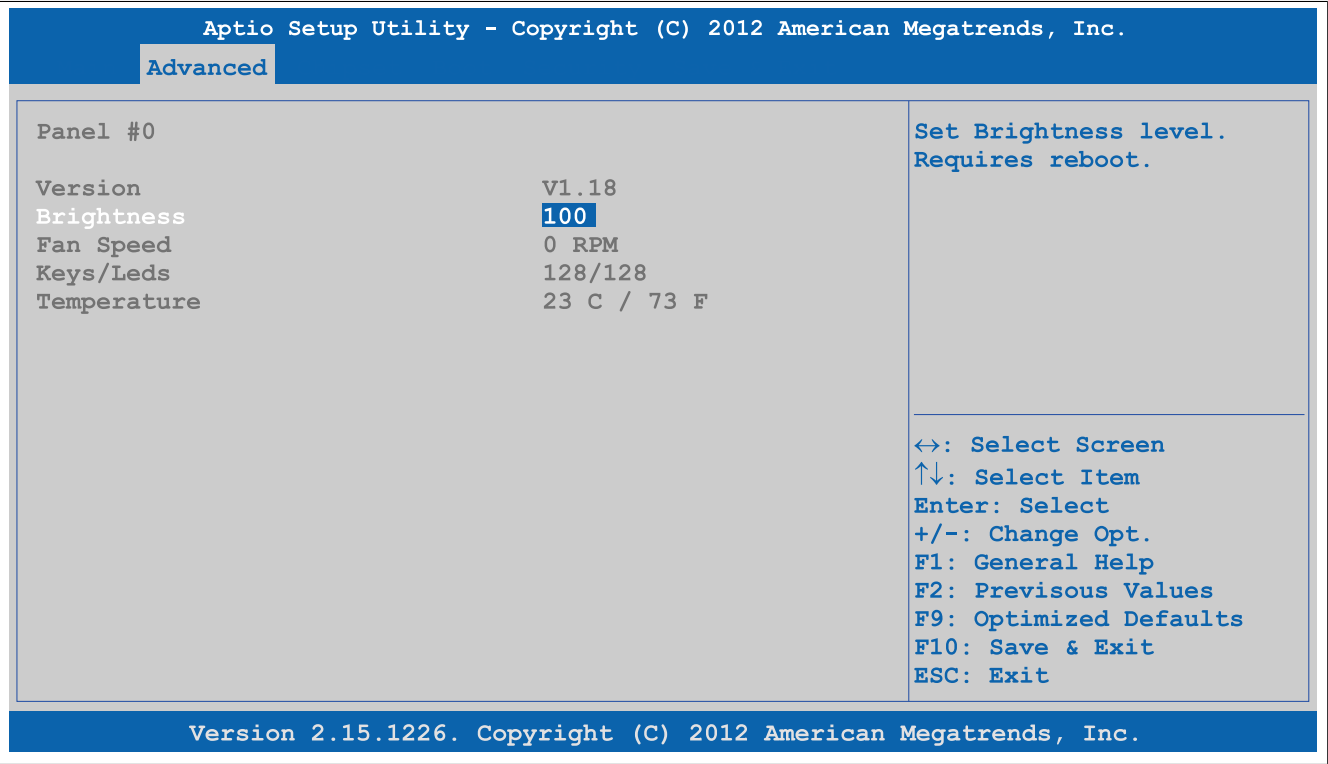 Aptio Setup Utility - Copyright (C) 2012 American Megatrends, Inc.
Advanced
Panel #0
Version V1.18
Brightness 100
Fan Speed 0 RPM
Keys/Leds 128/128
Temperature 23 C / 73 F
Set Brightness level.
Requires reboot.
↔: Select Screen
↑↓: Select Item
Enter: Select
+/-: Change Opt.
F1: General Help
F2: Previsous Values
F9: Optimized Defaults
F10: Save & Exit
ESC: Exit
Version 2.15.1226. Copyright (C) 2012 American Megatrends, Inc.